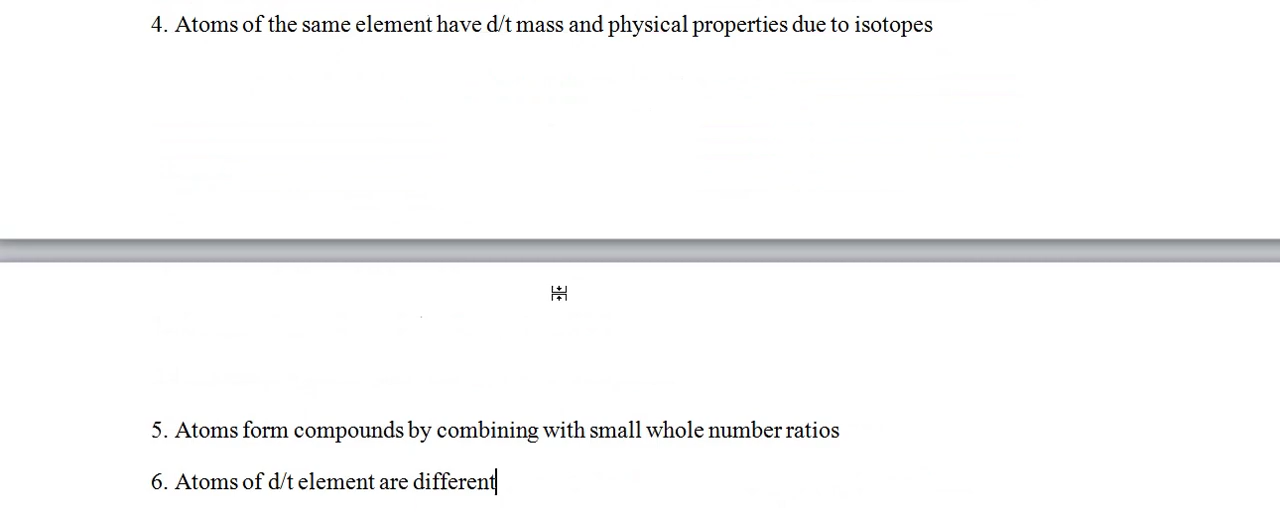 4. Atoms of the same element have d/t mass and physical properties due to isotopes
5. Atoms form compounds by combining with small whole number ratios
6. Atoms of d/t element are different